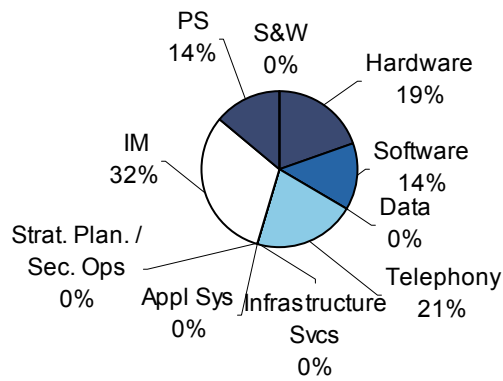 PS
14%
S&W
0%
Hardware
19%
IM
32%
Software
14%
Data
0%
Strat. Plan. /
Sec. Ops
0%
Appl Sys
0%
Infrastructure
Svcs
0%
Telephony
21%